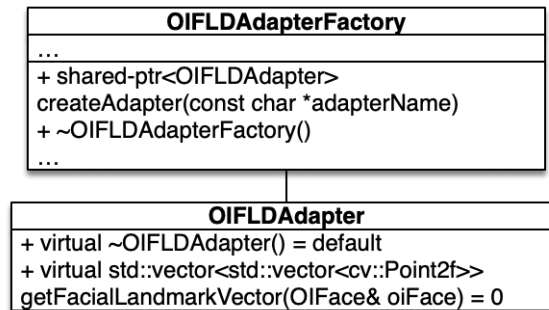 OIFLDAdapterFactory
...
+ shared-ptr<OIFLDAdapter>
createAdapter(const char *adapterName)
+ ~OIFLDAdapterFactory()
...
OIFLDAdapter
+ virtual ~OIFLDAdapter() = default
+ virtual std::vector<std::vector<cv::Point2f>>
getFacialLandmarkVector(OIFace& oiFace) = 0